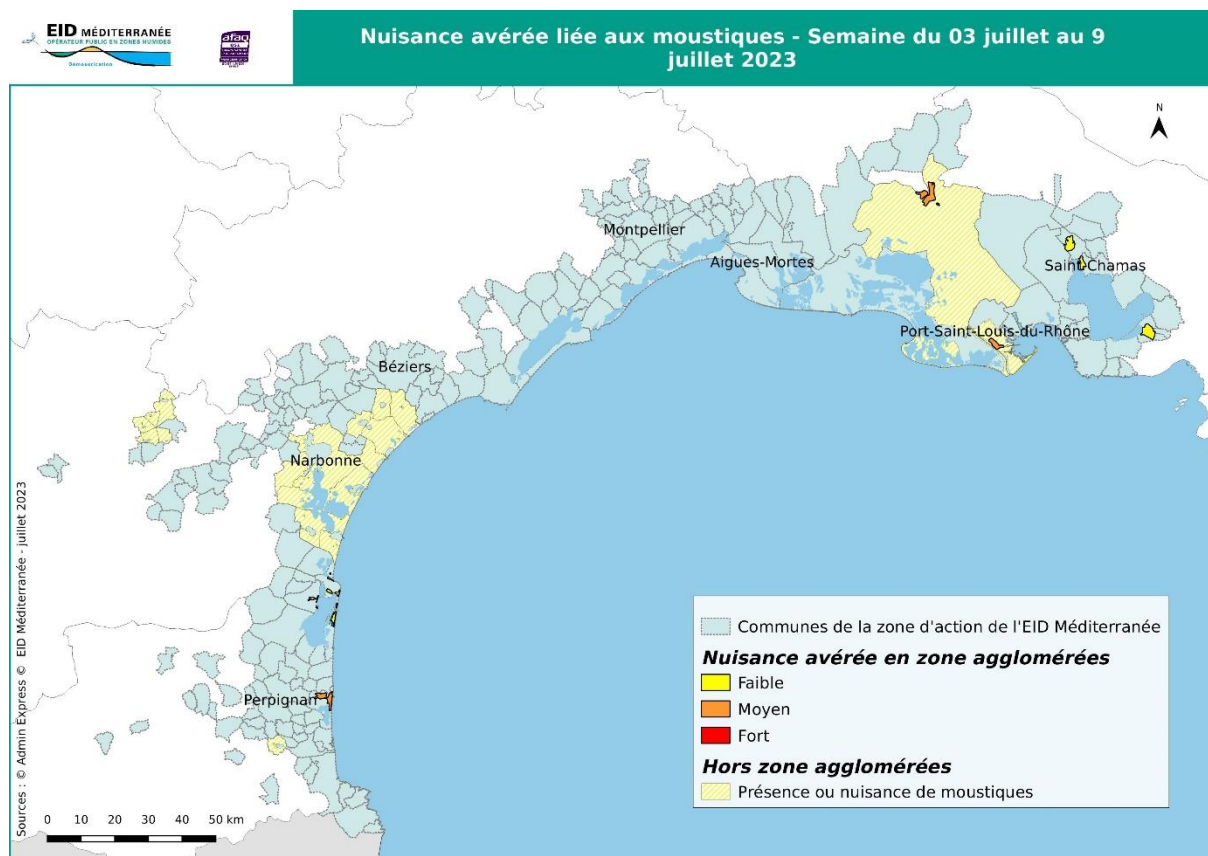 EID MÉDITERRANÉE
OPÉRATEUR PUBLIC EN ZONES HUMIDES
Démoustication
afaq
Nuisance avérée liée aux moustiques - Semaine du 03 juillet au 9
juillet 2023
N
Montpellier
Aigues-Mortes
Saint-Chamas
Port-Saint-Louis-du-Rhône
Béziers
Narbonne
Perpignan
Communes de la zone d'action de l'EID Méditerranée
Nuisance avérée en zone agglomérées
Faible
Moyen
Fort
Hors zone agglomérées
Présence ou nuisance de moustiques
0 10 20 30 40 50 km
Sources : © Admin Express © EID Méditerranée - juillet 2023